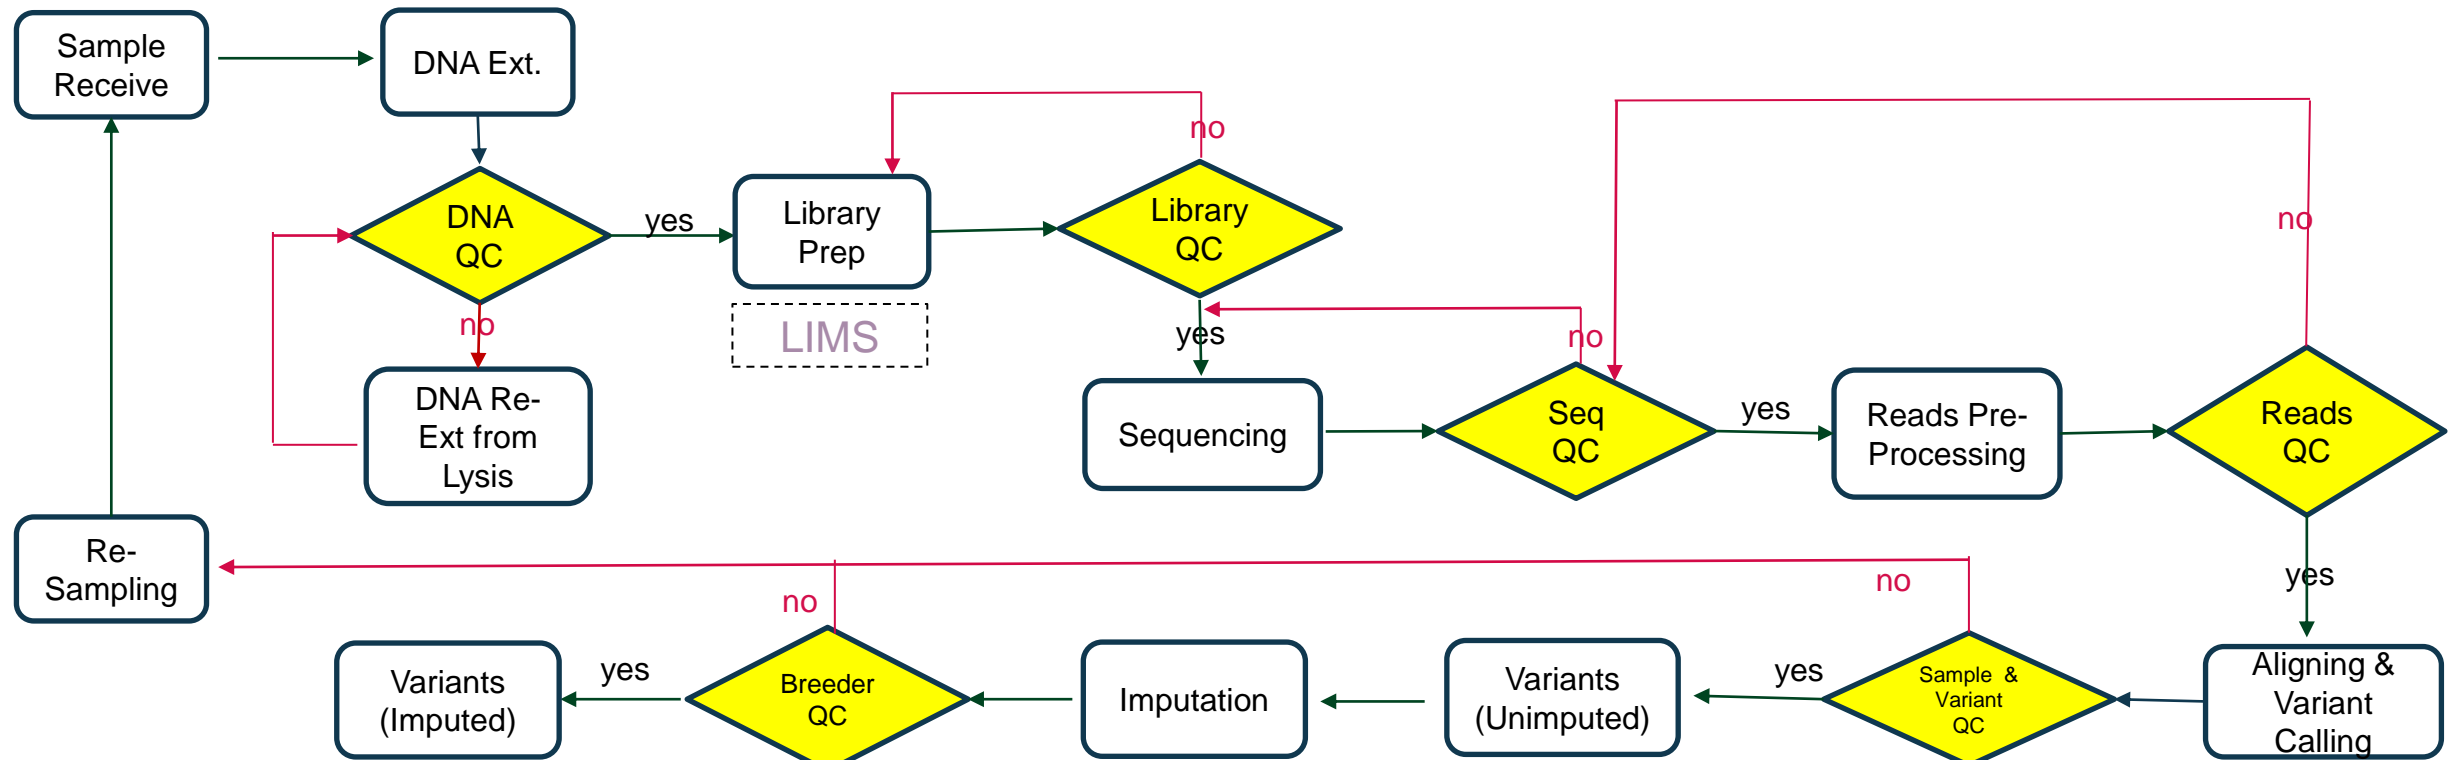 Sample
Receive
DNA Ext.
no
DNA
QC
yes
Library
Prep
Library
QC
no
no
LIMS
yes
no
DNA Re-
Ext from
Lysis
Sequencing
Seq
QC
yes
Reads Pre-
Processing
Reads
QC
Re-
Sampling
no
no
yes
Variants
(Imputed)
yes
Breeder
QC
Imputation
Variants
(Unimputed)
yes
Sample &
Variant
QC
Aligning &
Variant
Calling